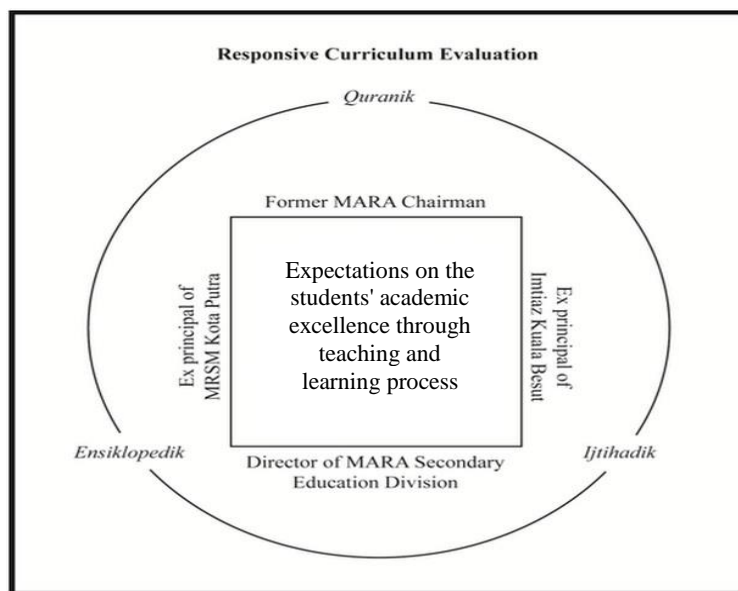 Responsive Curriculum Evaluation
Quranik
Former MARA Chairman
Ex principal of
MRSM Kota Putra
Expectations on the
students' academic
excellence through
teaching and
learning process
Ex principal of
Imtiaz Kuala Besut
Ensiklopedik
Ijtihadik
Director of MARA Secondary
Education Division